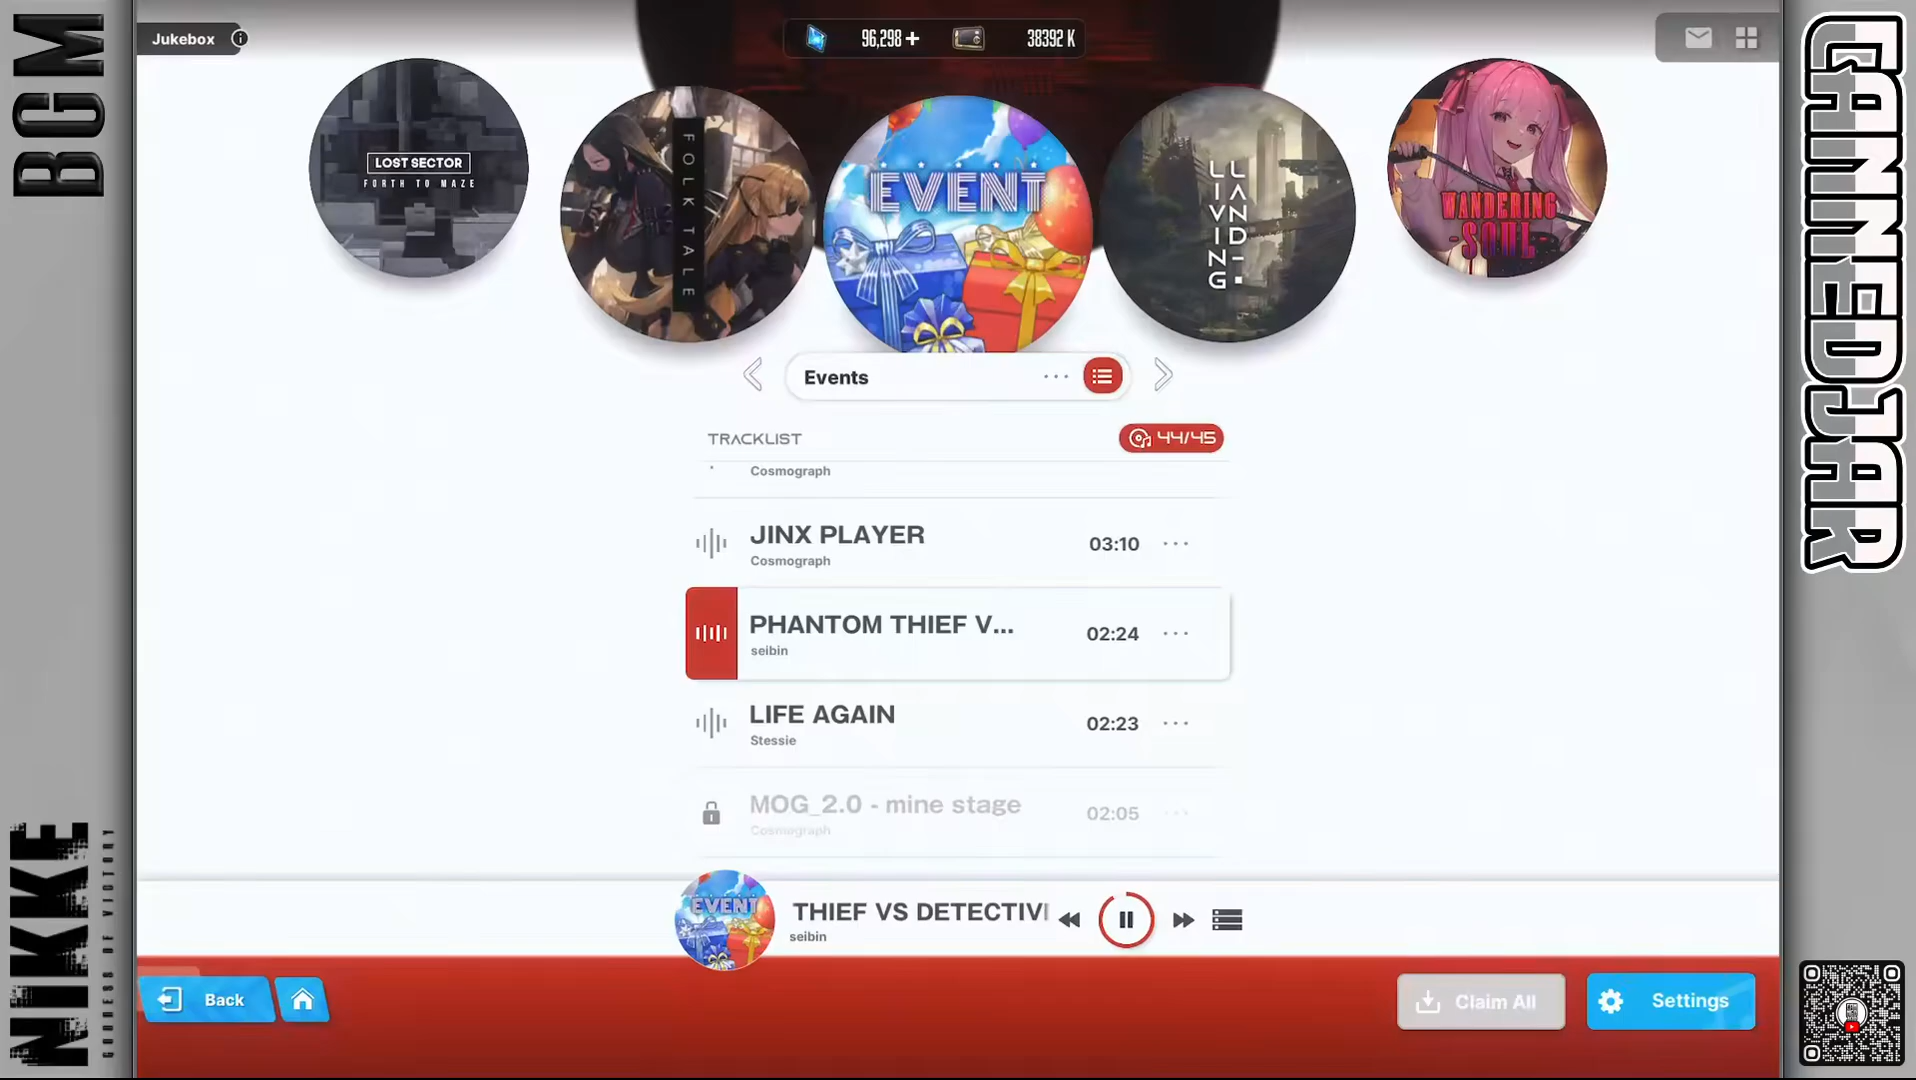 BGM
Jukebox
96,298 +
38392 K
LOST SECTOR
FORTH TO MAZE
FOLK TALE
EVENT
LIVING
LAND-
WANDERING
-SOUL
Events
TRACKLIST
44/45
Cosmograph
JINX PLAYER
03:10
Cosmograph
PHANTOM THIEF V...
02:24
seibin
LIFE AGAIN
02:23
Stessie
MOG_2.0 - mine stage
02:05
Cosmograph
EVENT
THIEF VS DETECTIVE
seibin
Back
Claim All
Settings
NIKKE
GODDESS OF VICTORY
CANNEDJAR